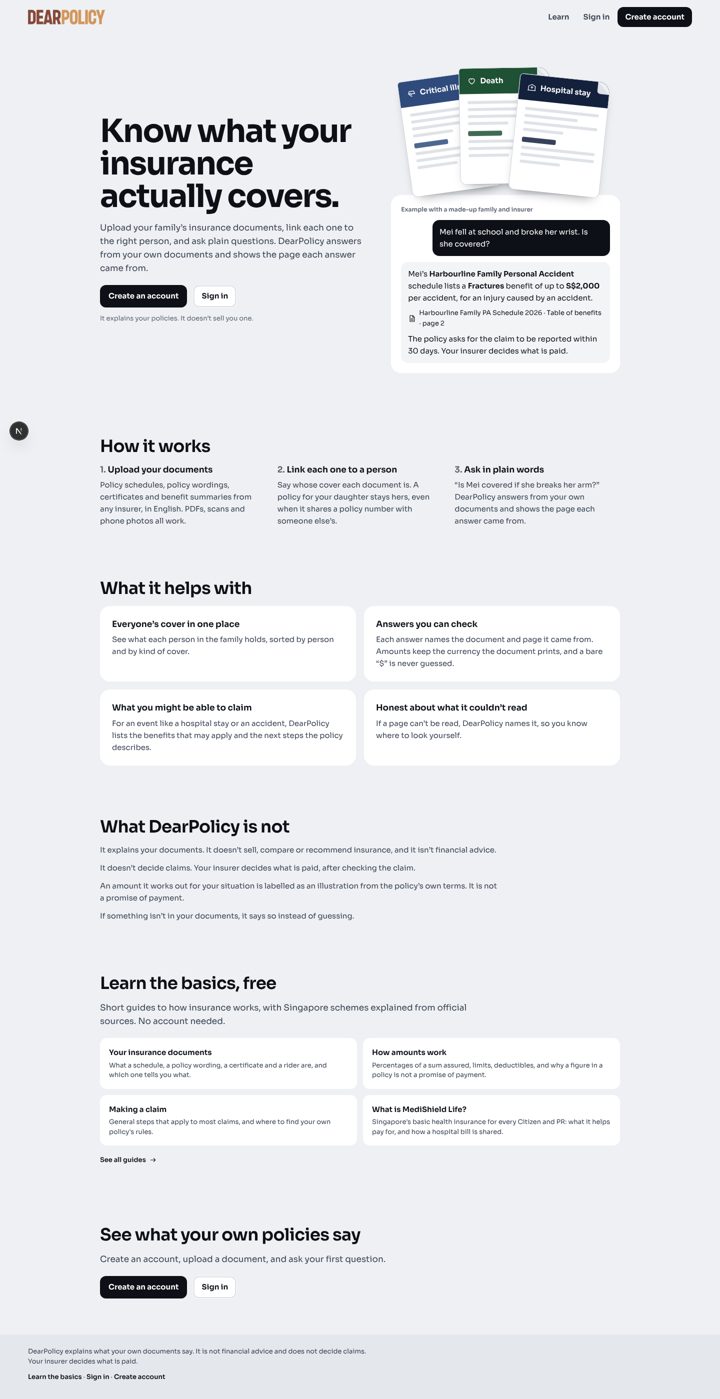 DEARPOLICY
Learn
Sign in
Create account
Know what your
insurance
actually covers.
Upload your family's insurance documents, link each one to
the right person, and ask plain questions. DearPolicy answers
from your own documents and shows the page each answer
came from.
Create an account
Sign in
It explains your policies. It doesn't sell you one.
Critical Ill
Death
Hospital stay
Example with a made-up family and insurer
Mei fell at school and broke her wrist. Is
she covered?
Mei's Harbourline Family Personal Accident
schedule lists a Fractures benefit of up to S$2,000
per accident, for an injury caused by an accident.
Harbourline Family PA Schedule 2026 · Table of benefits
· page 2
The policy asks for the claim to be reported within
30 days. Your insurer decides what is paid.
N
How it works
1. Upload your documents
Policy schedules, policy wordings,
certificates and benefit summaries from
any insurer, in English. PDFs, scans and
phone photos all work.
2. Link each one to a person
Say whose cover each document is. A
policy for your daughter stays hers, even
when it shares a policy number with
someone else's.
3. Ask in plain words
“Is Mei covered if she breaks her arm?”
DearPolicy answers from your own
documents and shows the page each
answer came from.
What it helps with
Everyone's cover in one place
See what each person in the family holds, sorted by person
and by kind of cover.
Answers you can check
Each answer names the document and page it came from.
Amounts keep the currency the document prints, and a bare
“$” is never guessed.
What you might be able to claim
For an event like a hospital stay or an accident, DearPolicy
lists the benefits that may apply and the next steps the policy
describes.
Honest about what it couldn't read
If a page can't be read, DearPolicy names it, so you know
where to look yourself.
What DearPolicy is not
It explains your documents. It doesn't sell, compare or recommend insurance, and it isn't financial advice.
It doesn't decide claims. Your insurer decides what is paid, after checking the claim.
An amount it works out for your situation is labelled as an illustration from the policy's own terms. It is not
a promise of payment.
If something isn't in your documents, it says so instead of guessing.
Learn the basics, free
Short guides to how insurance works, with Singapore schemes explained from official
sources. No account needed.
Your insurance documents
What a schedule, a policy wording, a certificate and a rider are, and
which one tells you what.
How amounts work
Percentages of a sum assured, limits, deductibles, and why a figure in a
policy is not a promise of payment.
Making a claim
General steps that apply to most claims, and where to find your own
policy's rules.
What is MediShield Life?
Singapore's basic health insurance for every Citizen and PR: what it helps
pay for, and how a hospital bill is shared.
See all guides →
See what your own policies say
Create an account, upload a document, and ask your first question.
Create an account
Sign in
DearPolicy explains what your own documents say. It is not financial advice and does not decide claims.
Your insurer decides what is paid.
Learn the basics · Sign in · Create account